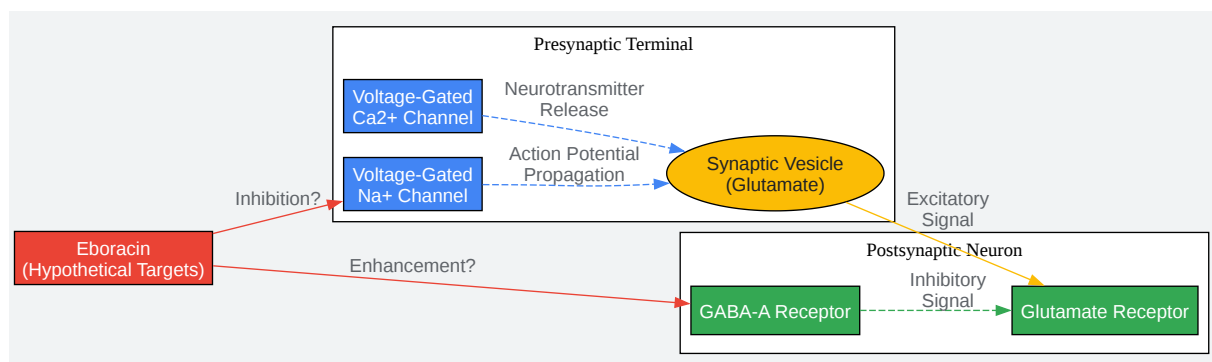 Presynaptic Terminal
Voltage-Gated
Ca2+ Channel
Neurotransmitter
Release
Voltage-Gated
Na+ Channel
Action Potential
Propagation
Synaptic Vesicle
(Glutamate)
Inhibition?
Eboracin
(Hypothetical Targets)
Enhancement?
Excitatory
Signal
Postsynaptic Neuron
GABA-A Receptor
Inhibitory
Signal
Glutamate Receptor